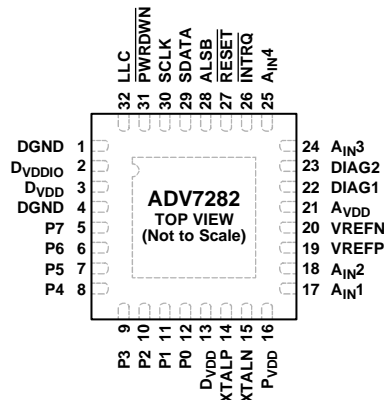 32 LLC
31 PWRDWN
30 SCLK
29 SDATA
28 ALSB
27 RESET
26 INTRQ
25 AIN4
DGND 1
DVDDIO 2
DVDD 3
DGND 4
P7 5
P6 6
P5 7
P4 8
ADV7282
TOP VIEW
(Not to Scale)
24 AIN3
23 DIAG2
22 DIAG1
21 AVDD
20 VREFN
19 VREFP
18 AIN2
17 AIN1
P3 9
P2 10
P1 11
P0 12
DVDD 13
XTALP 14
XTALN 15
PVDD 16